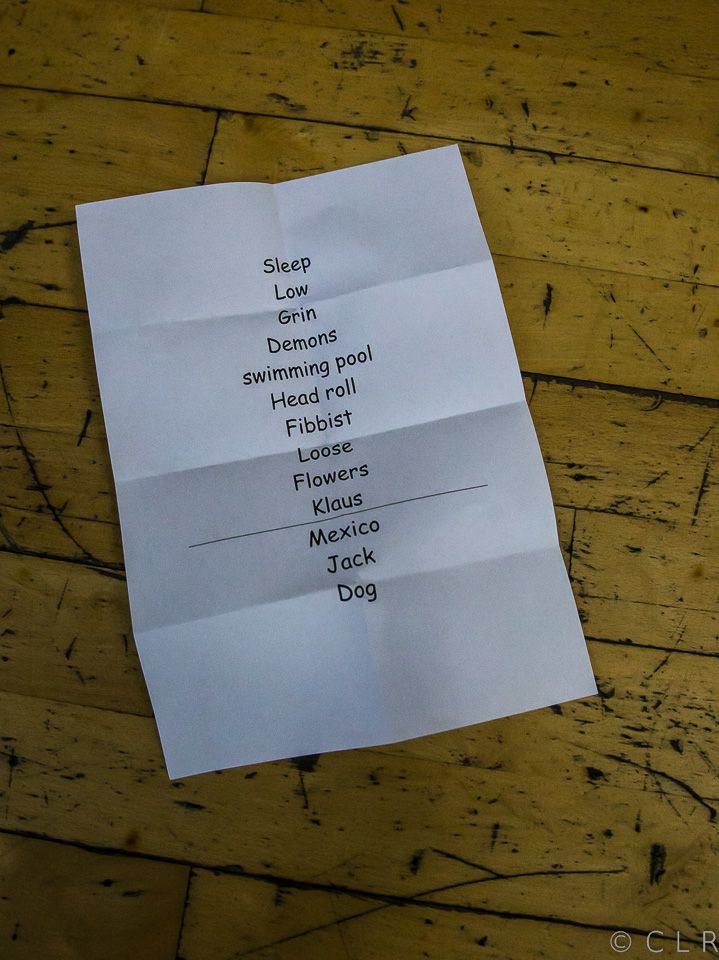 Sleep
Low
Grin
Demons
swimming pool
Head roll
Fibbist
Loose
Flowers
Klaus
Mexico
Jack
Dog
© C L R